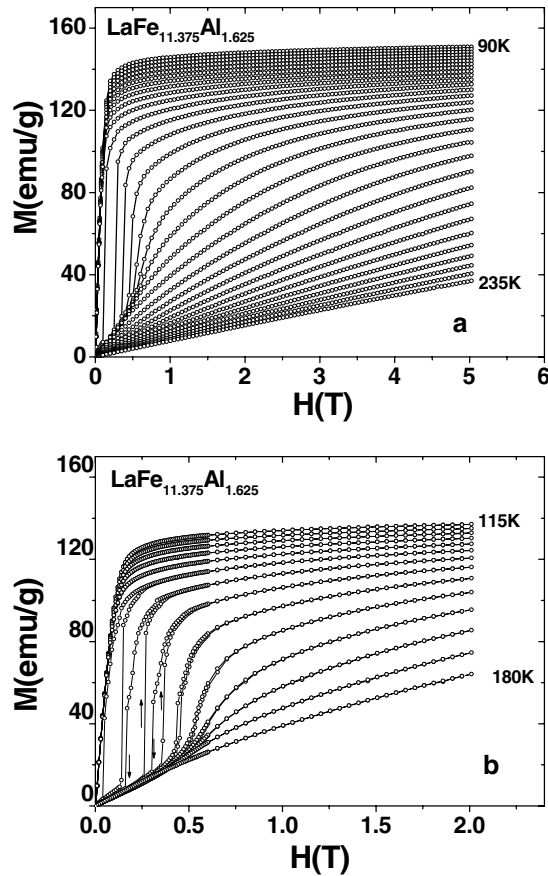 LaFe₁₁.₃₇₅Al₁.₆₂₅
90K
235K
a
M(emu/g)
160
120
80
40
0
0 1 2 3 4 5 6
H(T)
LaFe₁₁.₃₇₅Al₁.₆₂₅
115K
180K
b
M(emu/g)
160
120
80
40
0
0.0 0.5 1.0 1.5 2.0
H(T)